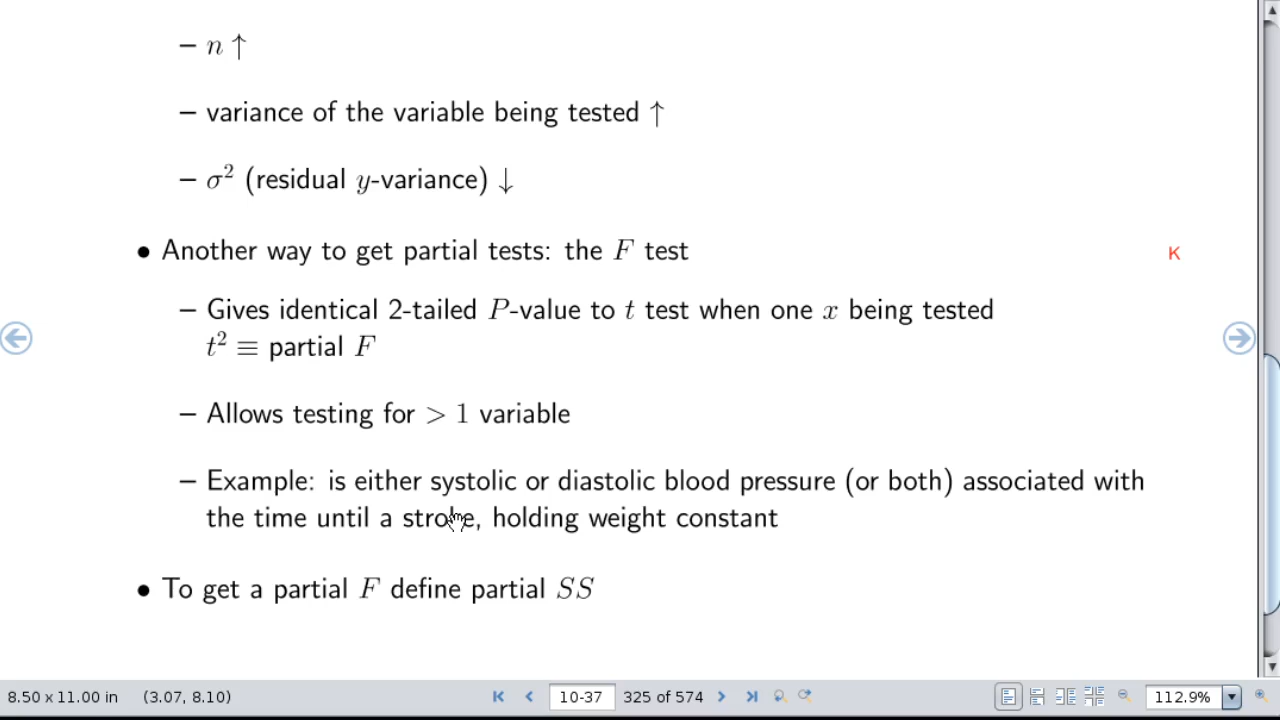 – n ↑
– variance of the variable being tested ↑
– σ² (residual y-variance) ↓
• Another way to get partial tests: the F test
K
– Gives identical 2-tailed P-value to t test when one x being tested
t² ≡ partial F
– Allows testing for > 1 variable
– Example: is either systolic or diastolic blood pressure (or both) associated with
the time until a stroke, holding weight constant
• To get a partial F define partial SS
8.50 x 11.00 in (3.07, 8.10) 10-37 325 of 574 112.9%